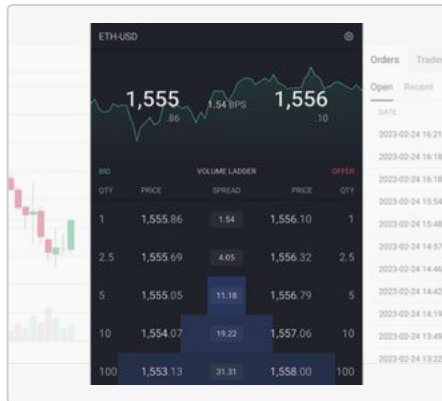 ETH-USD
1,555 .86
1.54 BPS
1,556 .10
BID VOLUME LADDER OFFER
QTY PRICE SPREAD PRICE QTY
1 1,555.86 1.54 1,556.10 1
2.5 1,555.69 4.05 1,556.32 2.5
5 1,555.05 11.18 1,556.79 5
10 1,554.07 19.22 1,557.06 10
100 1,553.13 31.31 1,558.00 100
Orders Trades
Open Recent
DATE
2023-02-24 16:21
2023-02-24 16:18
2023-02-24 16:18
2023-02-24 15:54
2023-02-24 15:48
2023-02-24 14:57
2023-02-24 14:46
2023-02-24 14:42
2023-02-24 14:19
2023-02-24 13:49
2023-02-24 13:22